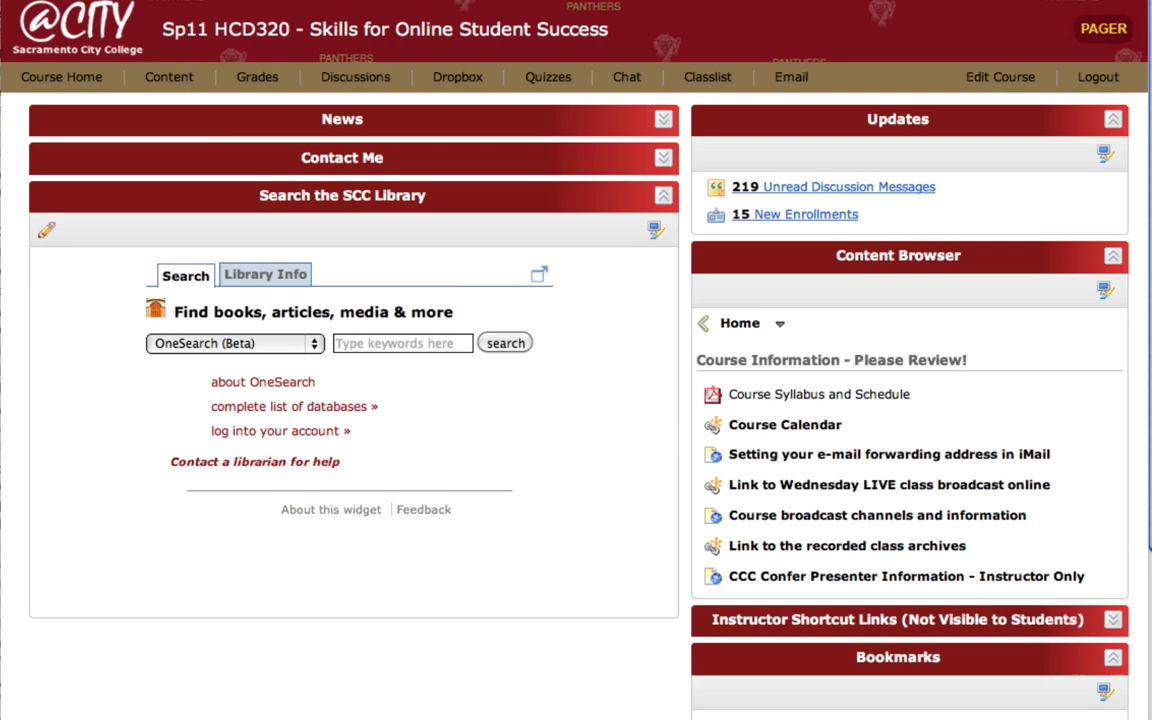 @CITY
Sacramento City College
Sp11 HCD320 - Skills for Online Student Success
PANTHERS
PANTHERS
PANTHERS
PAGER
Course Home
Content
Grades
Discussions
Dropbox
Quizzes
Chat
Classlist
Email
Edit Course
Logout
News
Contact Me
Search the SCC Library
Search
Library Info
Find books, articles, media & more
OneSearch (Beta)
Type keywords here
search
about OneSearch
complete list of databases »
log into your account »
Contact a librarian for help
About this widget
Feedback
Updates
219 Unread Discussion Messages
15 New Enrollments
Content Browser
Home
Course Information - Please Review!
Course Syllabus and Schedule
Course Calendar
Setting your e-mail forwarding address in iMail
Link to Wednesday LIVE class broadcast online
Course broadcast channels and information
Link to the recorded class archives
CCC Confer Presenter Information - Instructor Only
Instructor Shortcut Links (Not Visible to Students)
Bookmarks